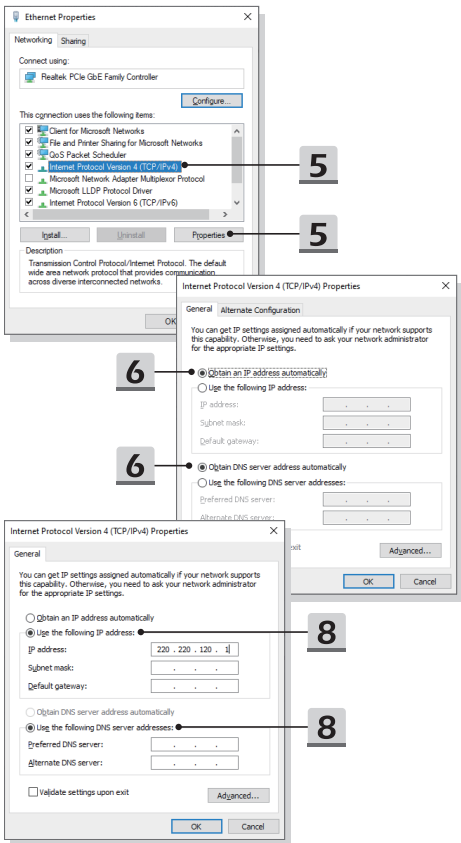 Ethernet Properties
Networking Sharing
Connect using:
Realtek PCIe GbE Family Controller
Configure...
This connection uses the following items:
Client for Microsoft Networks
File and Printer Sharing for Microsoft Networks
QoS Packet Scheduler
Internet Protocol Version 4 (TCP/IPv4)
5
Microsoft Network Adapter Multiplexor Protocol
Microsoft LLDP Protocol Driver
Internet Protocol Version 6 (TCP/IPv6)
Install... Uninstall Properties
5
Description
Transmission Control Protocol/Internet Protocol. The default
wide area network protocol that provides communication
across diverse interconnected networks.
OK
Internet Protocol Version 4 (TCP/IPv4) Properties
General Alternate Configuration
You can get IP settings assigned automatically if your network supports
this capability. Otherwise, you need to ask your network administrator
for the appropriate IP settings.
6
Obtain an IP address automatically
Use the following IP address:
IP address: . . .
Subnet mask: . . .
Default gateway: . . .
6
Obtain DNS server address automatically
Use the following DNS server addresses:
Preferred DNS server: . . .
Alternate DNS server: . . .
exit
Advanced...
OK Cancel
Internet Protocol Version 4 (TCP/IPv4) Properties
General
You can get IP settings assigned automatically if your network supports
this capability. Otherwise, you need to ask your network administrator
for the appropriate IP settings.
Obtain an IP address automatically
Use the following IP address:
8
IP address: 220 . 220 . 120 . 1
Subnet mask: . . .
Default gateway: . . .
Obtain DNS server address automatically
Use the following DNS server addresses:
8
Preferred DNS server: . . .
Alternate DNS server: . . .
Validate settings upon exit
Advanced...
OK Cancel